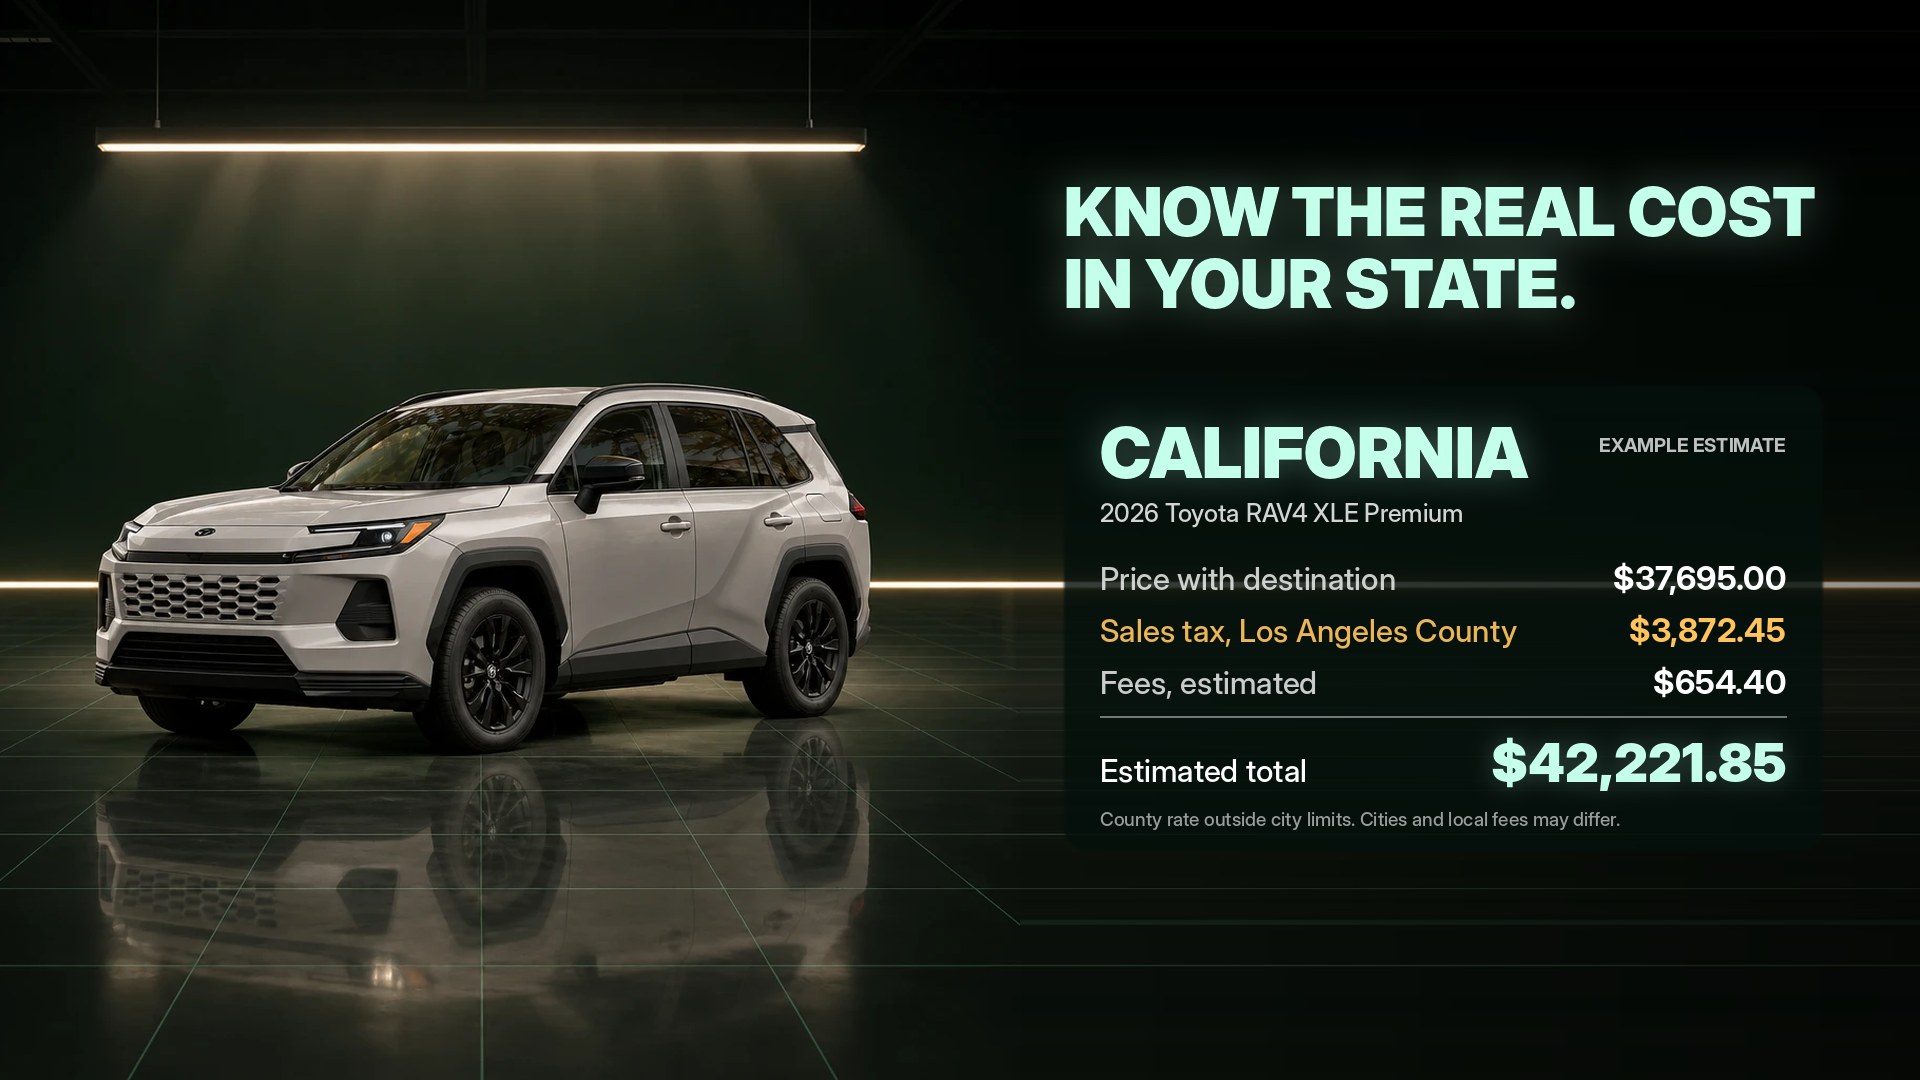 KNOW THE REAL COST
IN YOUR STATE.
CALIFORNIA
EXAMPLE ESTIMATE
2026 Toyota RAV4 XLE Premium
Price with destination $37,695.00
Sales tax, Los Angeles County $3,872.45
Fees, estimated $654.40
Estimated total $42,221.85
County rate outside city limits. Cities and local fees may differ.